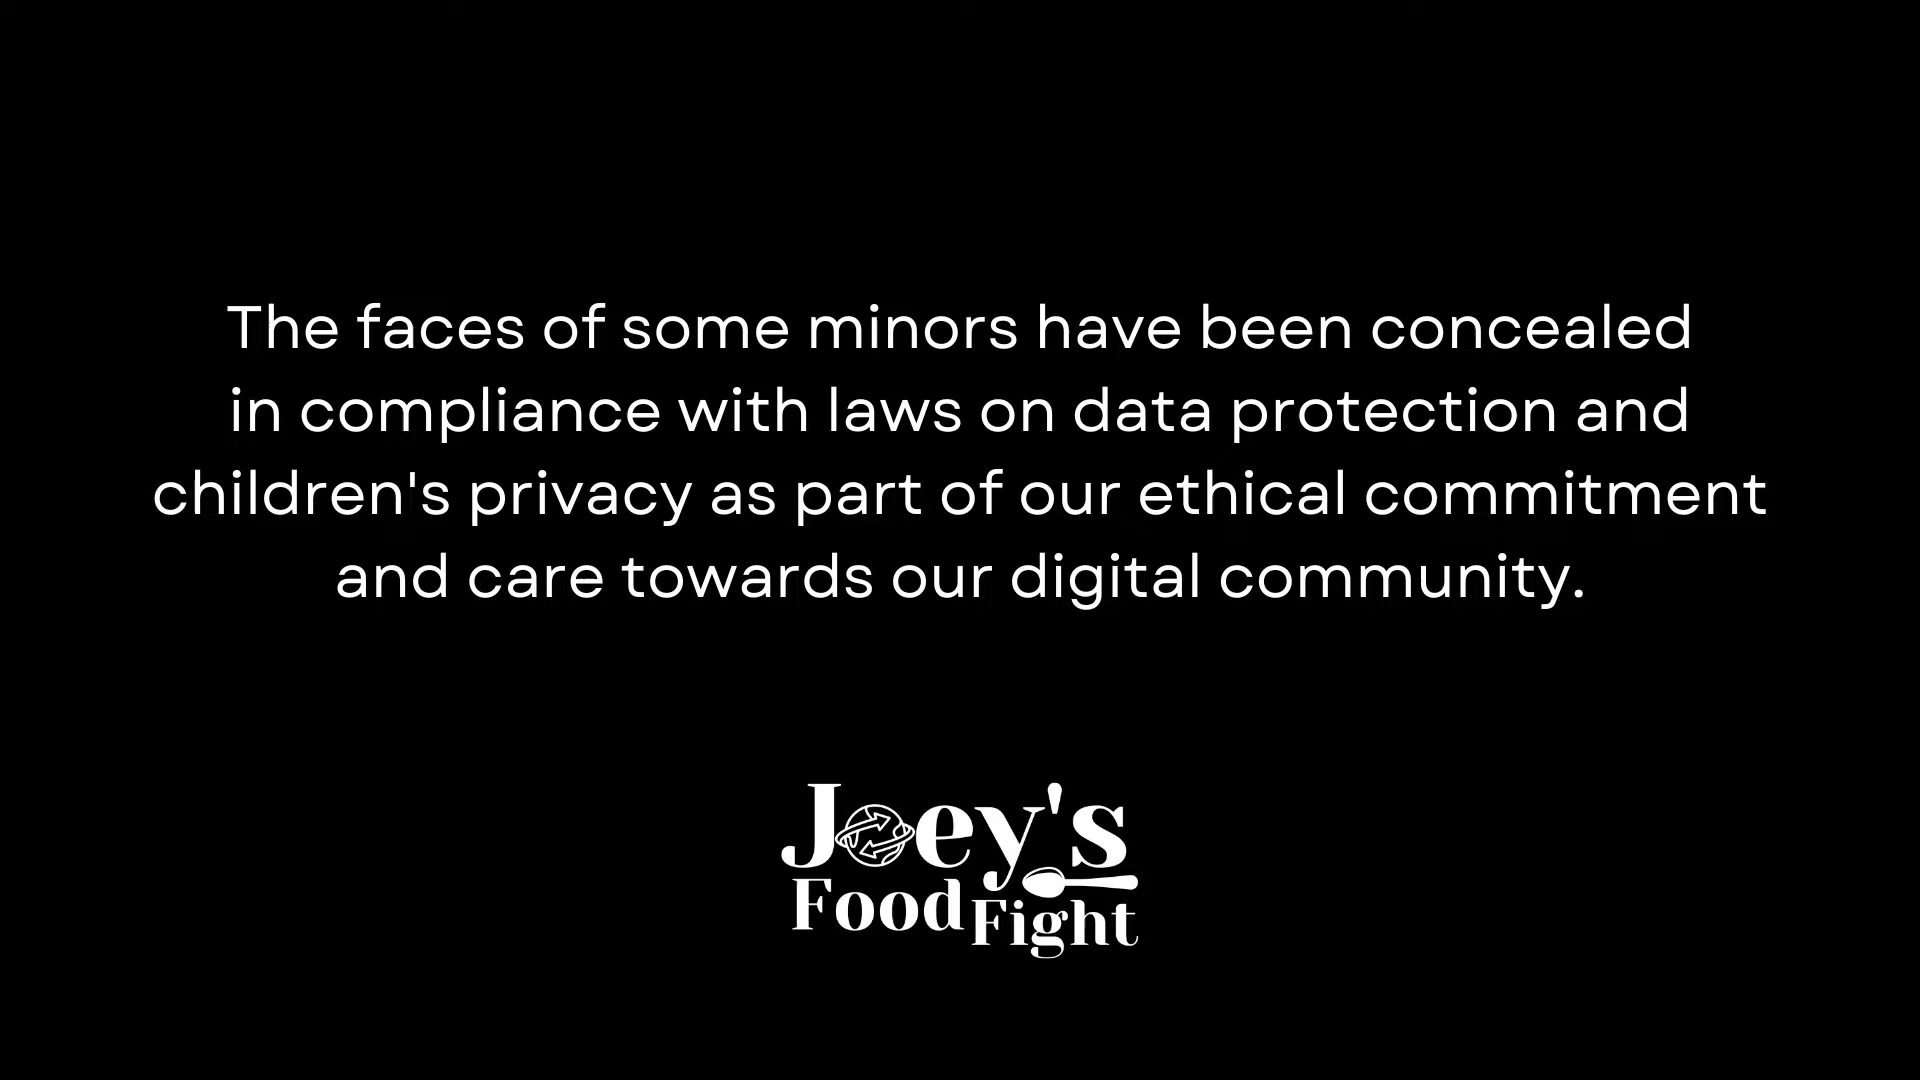 The faces of some minors have been concealed
in compliance with laws on data protection and
children's privacy as part of our ethical commitment
and care towards our digital community.
Joey's
Food Fight